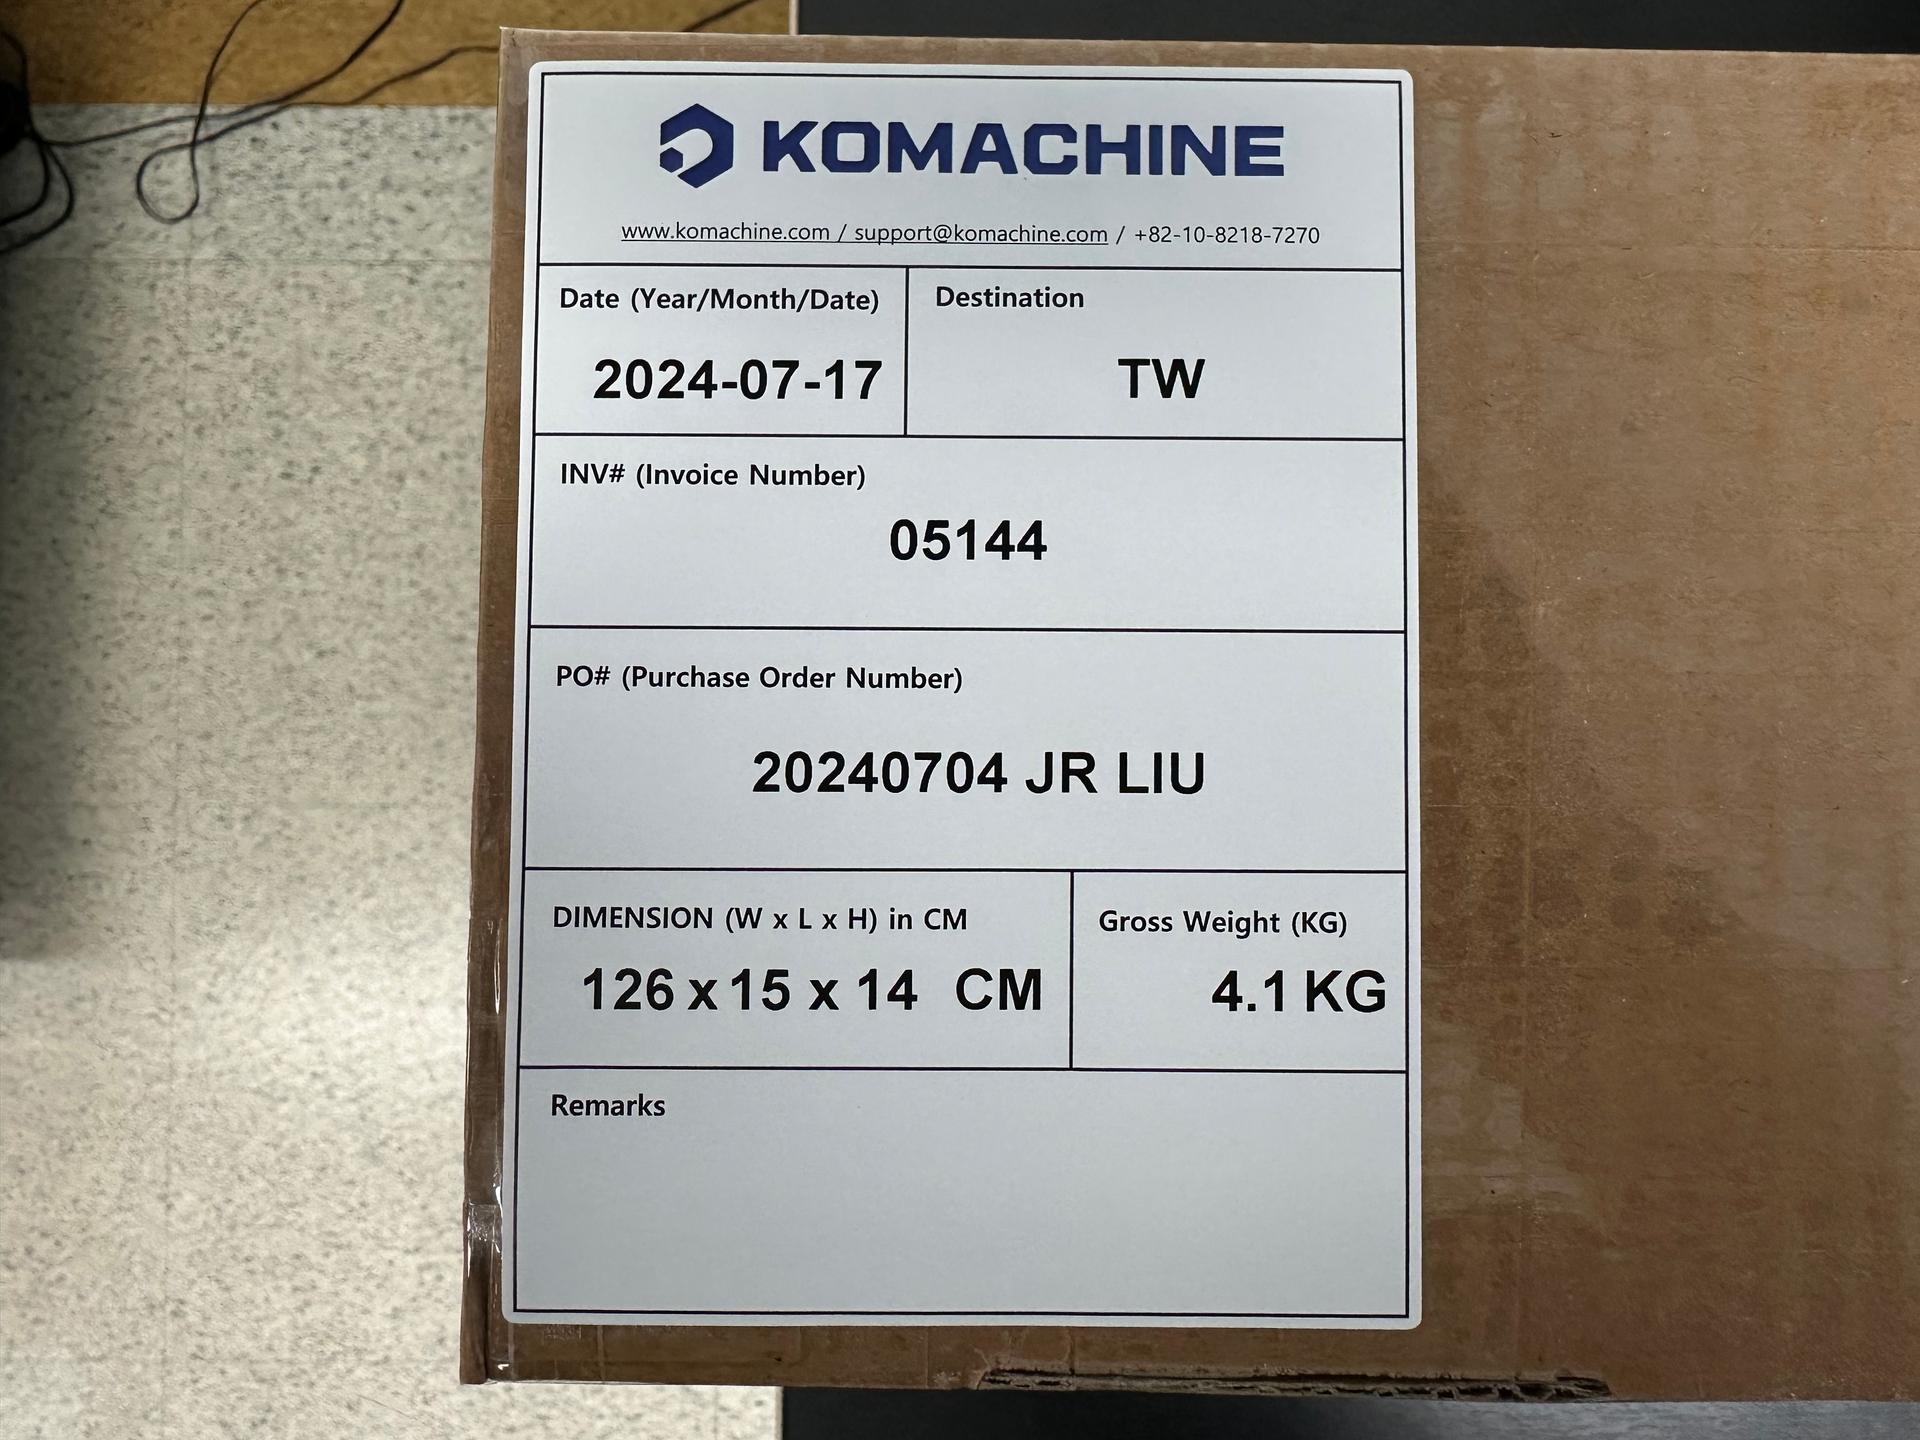 KOMACHINE
www.komachine.com / support@komachine.com / +82-10-8218-7270
Date (Year/Month/Date)
2024-07-17
Destination
TW
INV# (Invoice Number)
05144
PO# (Purchase Order Number)
20240704 JR LIU
DIMENSION (W x L x H) in CM
126 x 15 x 14 CM
Gross Weight (KG)
4.1 KG
Remarks